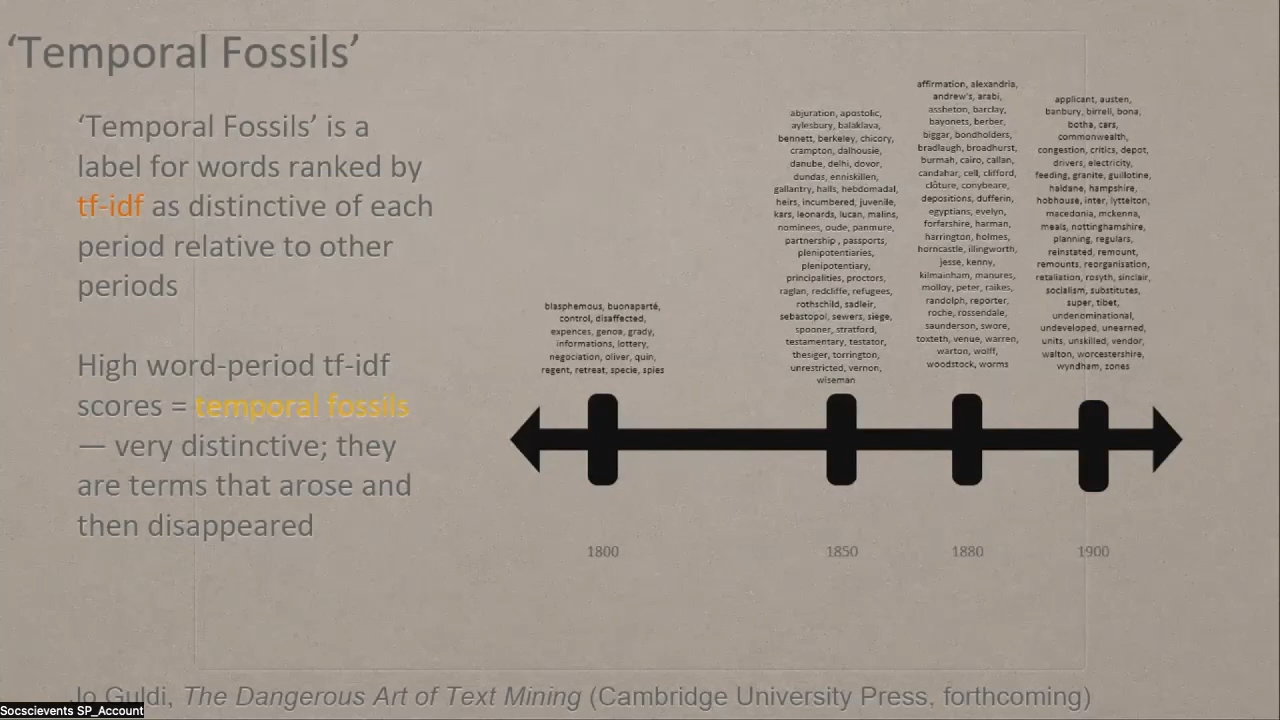 ‘Temporal Fossils’
‘Temporal Fossils’ is a
label for words ranked by
tf-idf as distinctive of each
period relative to other
periods
High word-period tf-idf
scores = temporal fossils
— very distinctive; they
are terms that arose and
then disappeared
blasphemous, buonaparté,
control, disaffected,
expences, genoa, grady,
informations, lottery,
negociation, oliver, quin,
regent, retreat, specie, spies
abjuration, apostolic,
aylesbury, balaklava,
bennett, berkeley, chicory,
crampton, dalhousie,
danube, delhi, dovor,
dundas, enniskillen,
gallantry, halls, hebdomadal,
heirs, incumbered, juvenile,
kars, leonards, lucan, malins,
nominees, oude, panmure,
partnership , passports,
plenipotentiaries,
plenipotentiary,
principalities, proctors,
raglan, redcliffe, refugees,
rothschild, sadleir,
sebastopol, sewers, siege,
spooner, stratford,
testamentary, testator,
thesiger, torrington,
unrestricted, vernon,
wiseman
affirmation, alexandria,
andrew's, arabi,
assheton, barclay,
bayonets, berber,
biggar, bondholders,
bradlaugh, broadhurst,
burmah, cairo, callan,
candahar, cell, clifford,
clôture, conybeare,
depositions, dufferin,
egyptians, evelyn,
forfarshire, harman,
harrington, holmes,
horncastle, illingworth,
jesse, kenny,
kilmainham, manures,
molloy, peter, raikes,
randolph, reporter,
roche, rossendale,
saunderson, swore,
toxteth, venue, warren,
warton, wolff,
woodstock, worms
applicant, austen,
banbury, birrell, bona,
botha, cars,
commonwealth,
congestion, critics, depot,
drivers, electricity,
feeding, granite, guillotine,
haldane, hampshire,
hobhouse, inter, lyttelton,
macedonia, mckenna,
meals, nottinghamshire,
planning, regulars,
reinstated, remount,
remounts, reorganisation,
retaliation, rosyth, sinclair,
socialism, substitutes,
super, tibet,
undenominational,
undeveloped, unearned,
units, unskilled, vendor,
walton, worcestershire,
wyndham, zones
1800 1850 1880 1900
Jo Guldi, The Dangerous Art of Text Mining (Cambridge University Press, forthcoming)
Socscievents SP_Account